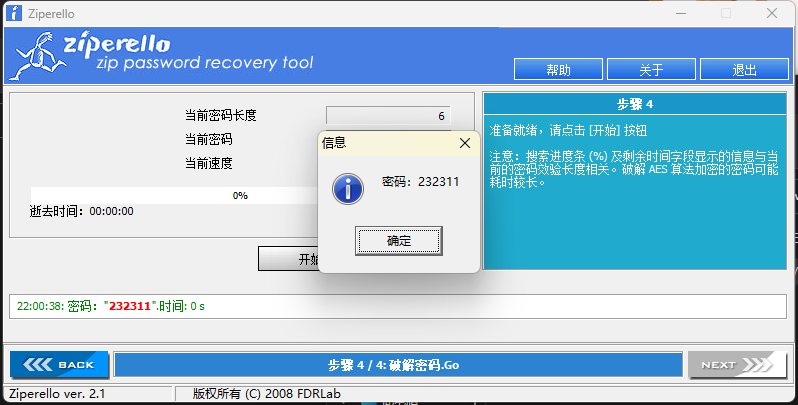 Ziperello
ziperello
zip password recovery tool
帮助
关于
退出
当前密码长度
6
当前密码
当前速度
0%
逝去时间：00:00:00
开始
步骤 4
准备就绪，请点击 [开始] 按钮
注意：搜索进度条 (%) 及剩余时间字段显示的信息与当
前的密码效验长度相关。破解 AES 算法加密的密码可能
耗时较长。
信息
密码：232311
确定
22:00:38: 密码："232311".时间: 0 s
BACK
步骤 4 / 4: 破解密码.Go
NEXT
Ziperello ver. 2.1
版权所有 (C) 2008 FDRLab